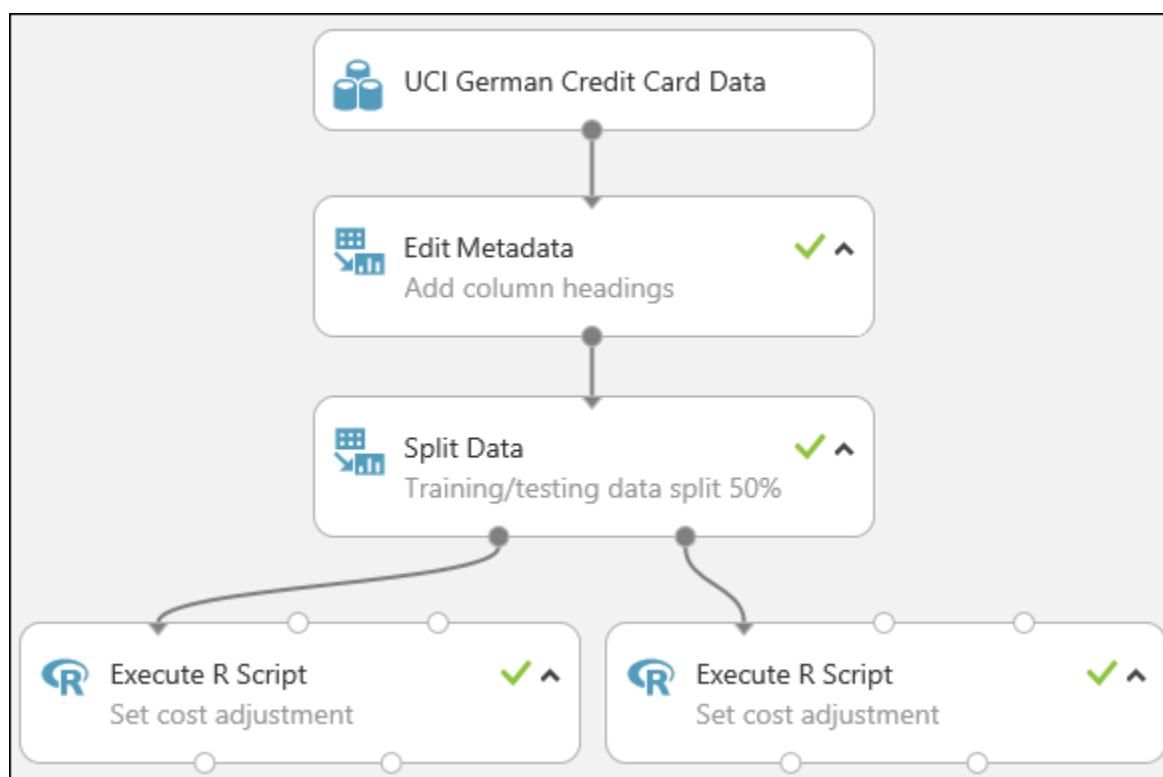 UCI German Credit Card Data
Edit Metadata
Add column headings
Split Data
Training/testing data split 50%
Execute R Script
Set cost adjustment
Execute R Script
Set cost adjustment